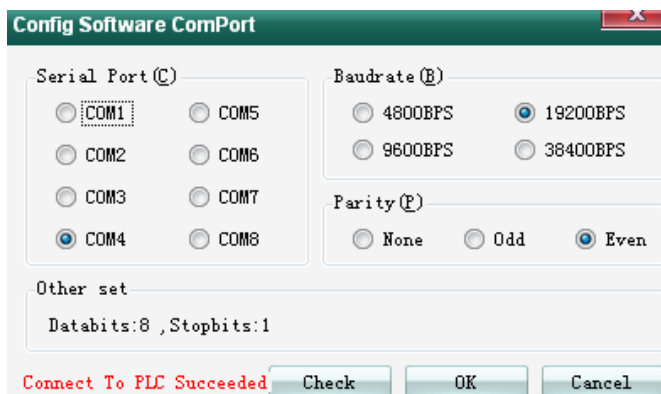 Config Software ComPort
Serial Port(C)
COM1 COM5
COM2 COM6
COM3 COM7
COM4 COM8
Baudrate(B)
4800BPS 19200BPS
9600BPS 38400BPS
Parity(P)
None Odd Even
Other set
Databits:8 ,Stopbits:1
Connect To PLC Succeeded Check OK Cancel